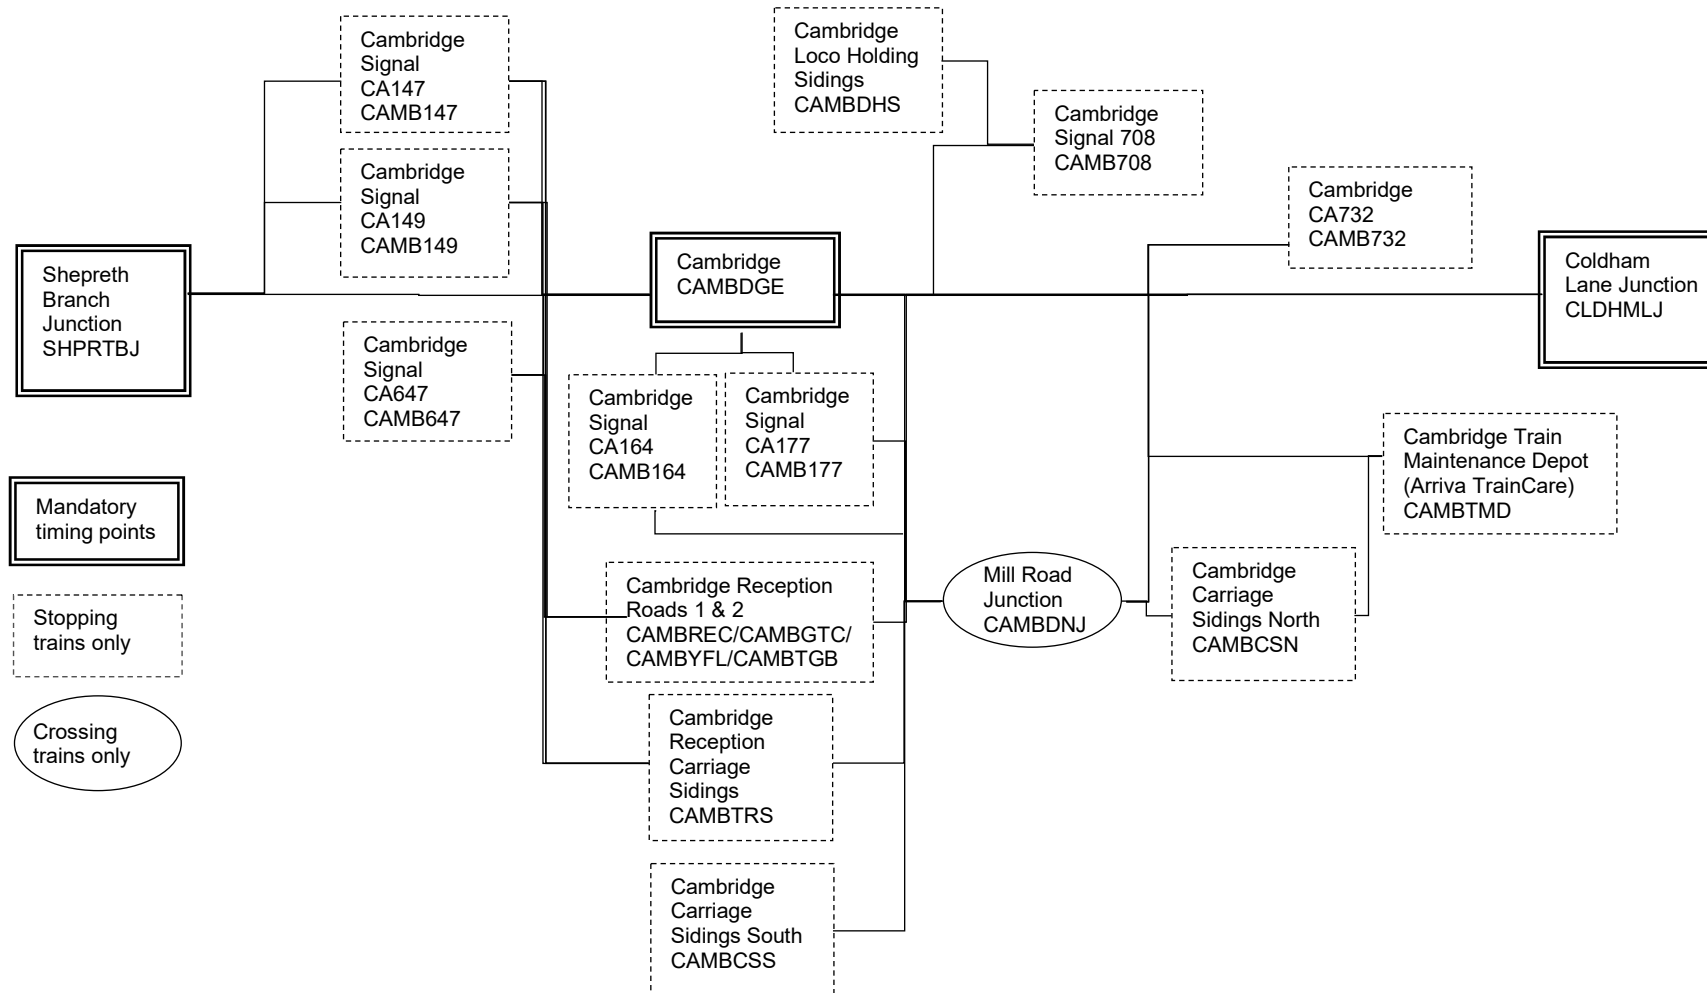 Cambridge
Signal
CA147
CAMB147
Cambridge
Loco Holding
Sidings
CAMBDHS
Cambridge
Signal 708
CAMB708
Cambridge
Signal
CA149
CAMB149
Cambridge
CA732
CAMB732
Shepreth
Branch
Junction
SHPRTBJ
Cambridge
CAMBDGE
Coldham
Lane Junction
CLDHMLJ
Cambridge
Signal
CA647
CAMB647
Cambridge
Signal
CA164
CAMB164
Cambridge
Signal
CA177
CAMB177
Cambridge Train
Maintenance Depot
(Arriva TrainCare)
CAMBTMD
Mandatory
timing points
Cambridge Reception
Roads 1 & 2
CAMBREC/CAMBGTC/
CAMBYFL/CAMBTGB
Mill Road
Junction
CAMBDNJ
Cambridge
Carriage
Sidings North
CAMBCSN
Stopping
trains only
Cambridge
Reception
Carriage
Sidings
CAMBTRS
Crossing
trains only
Cambridge
Carriage
Sidings South
CAMBCSS